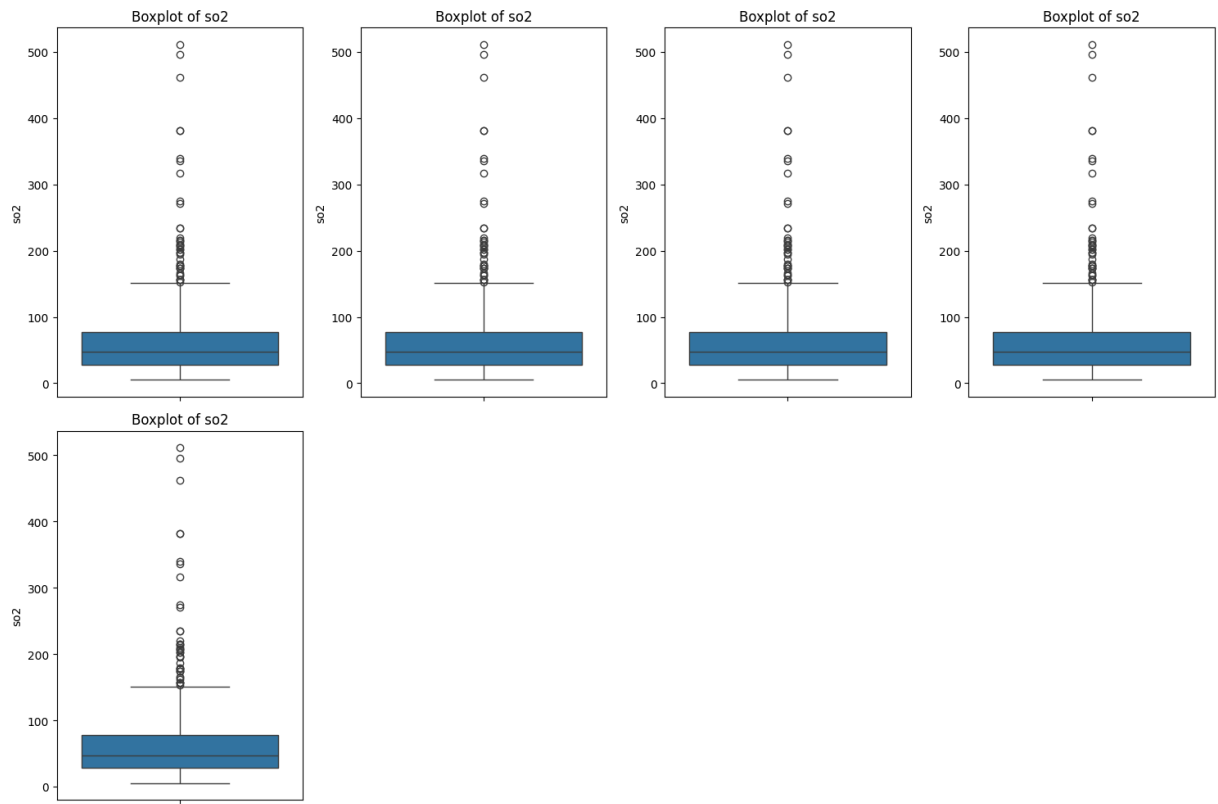 Boxplot of so2 Boxplot of so2 Boxplot of so2 Boxplot of so2
500 500 500 500
400 400 400 400
300 300 300 300
so2 so2 so2 so2
200 200 200 200
100 100 100 100
0 0 0 0
Boxplot of so2
500
400
300
so2
200
100
0